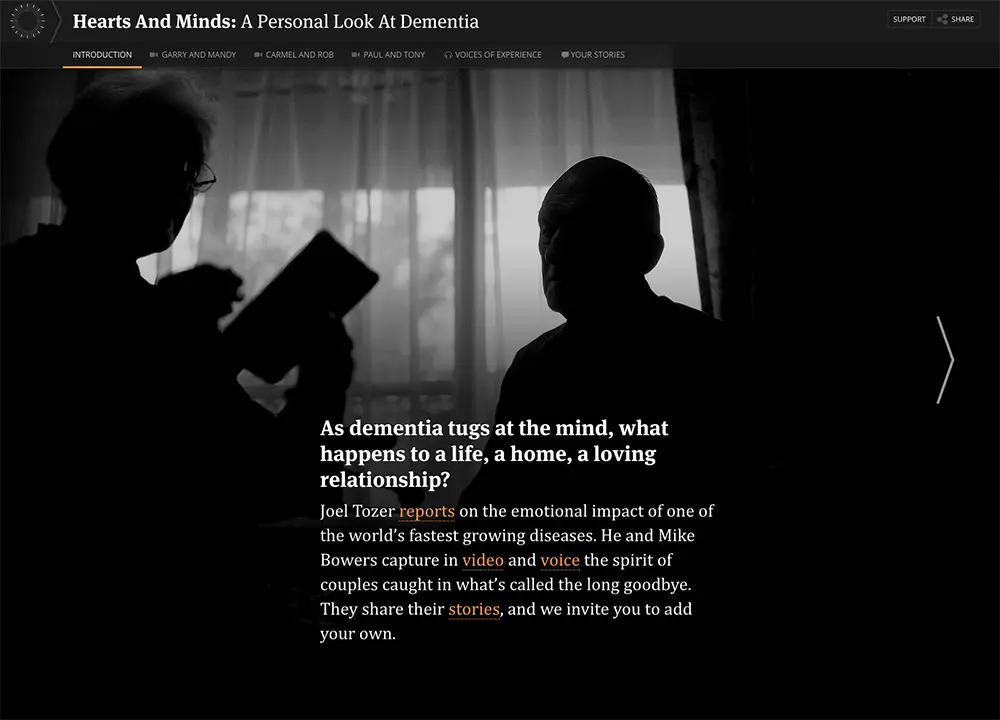 Hearts And Minds: A Personal Look At Dementia
SUPPORT
SHARE
INTRODUCTION
GARRY AND MANDY
CARMEL AND ROB
PAUL AND TONY
VOICES OF EXPERIENCE
YOUR STORIES
As dementia tugs at the mind, what
happens to a life, a home, a loving
relationship?
Joel Tozer reports on the emotional impact of one of
the world’s fastest growing diseases. He and Mike
Bowers capture in video and voice the spirit of
couples caught in what’s called the long goodbye.
They share their stories, and we invite you to add
your own.